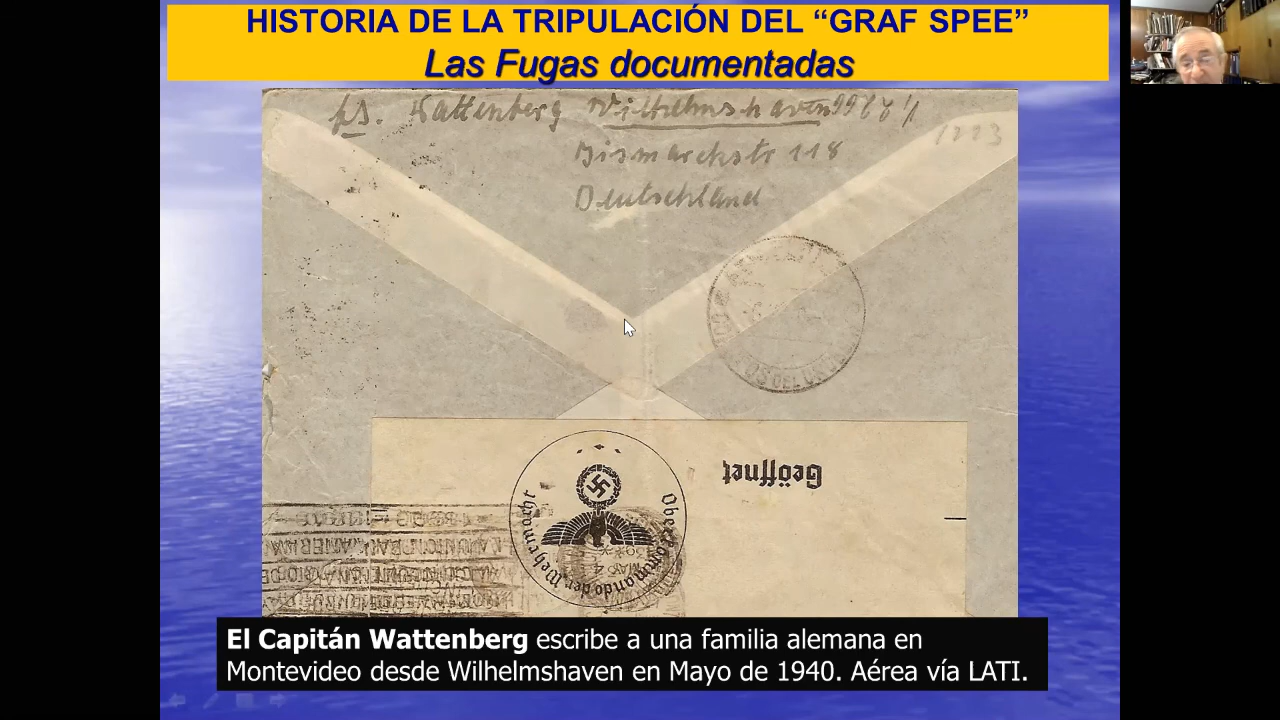 HISTORIA DE LA TRIPULACIÓN DEL “GRAF SPEE”
Las Fugas documentadas
Wattenberg Wilhelmshaven
Bismarckstr 118
Deutschland
1223
Geöffnet
Oberkommando der Wehrmacht
El Capitán Wattenberg escribe a una familia alemana en
Montevideo desde Wilhelmshaven en Mayo de 1940. Aérea vía LATI.